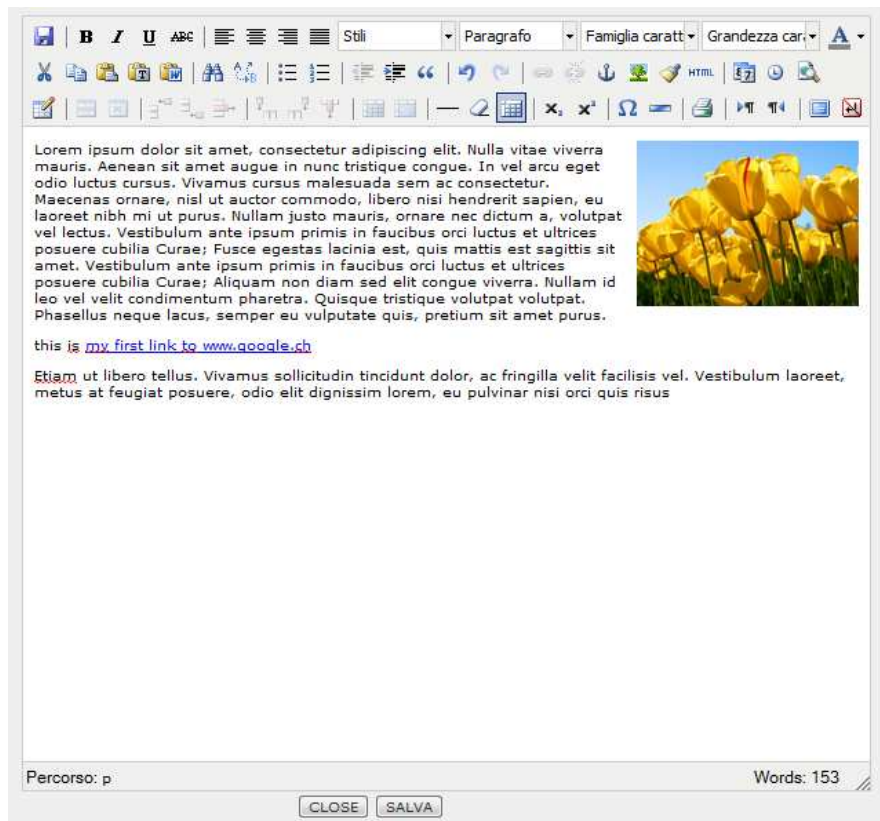 B I U ABC Stili Paragrafo Famiglia caratt Grandezza car. A
“ HTML
x, x² Ω
Lorem ipsum dolor sit amet, consectetur adipiscing elit. Nulla vitae viverra
mauris. Aenean sit amet augue in nunc tristique congue. In vel arcu eget
odio luctus cursus. Vivamus cursus malesuada sem ac consectetur.
Maecenas ornare, nisl ut auctor commodo, libero nisi hendrerit sapien, eu
laoreet nibh mi ut purus. Nullam justo mauris, ornare nec dictum a, volutpat
vel lectus. Vestibulum ante ipsum primis in faucibus orci luctus et ultrices
posuere cubilia Curae; Fusce egestas lacinia est, quis mattis est sagittis sit
amet. Vestibulum ante ipsum primis in faucibus orci luctus et ultrices
posuere cubilia Curae; Aliquam non diam sed elit congue viverra. Nullam id
leo vel velit condimentum pharetra. Quisque tristique volutpat volutpat.
Phasellus neque lacus, semper eu vulputate quis, pretium sit amet purus.
this is my first link to www.google.ch
Etiam ut libero tellus. Vivamus sollicitudin tincidunt dolor, ac fringilla velit facilisis vel. Vestibulum laoreet,
metus at feugiat posuere, odio elit dignissim lorem, eu pulvinar nisi orci quis risus
Percorso: p Words: 153
CLOSE SALVA